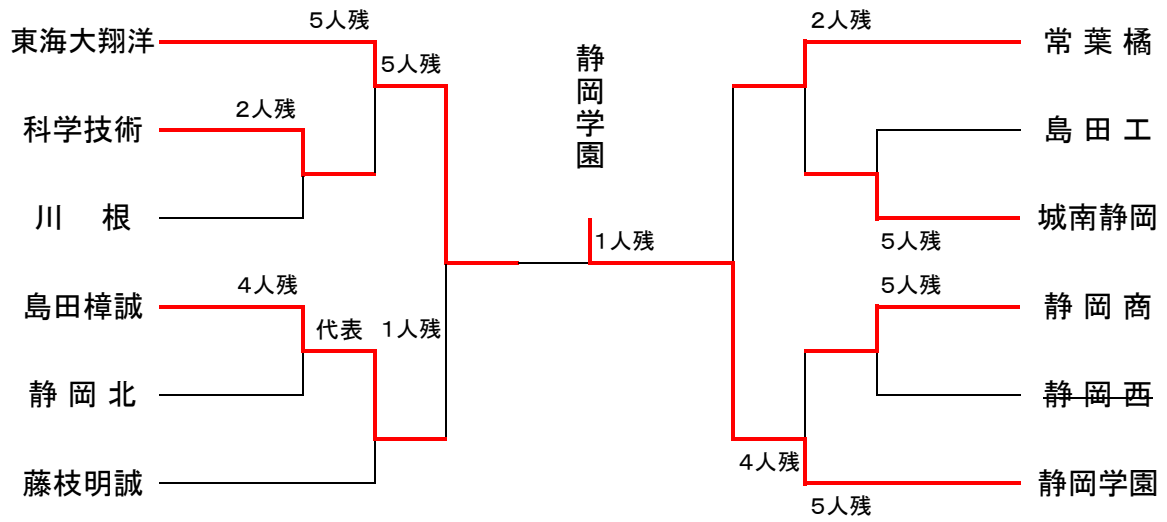 5人残
東海大翔洋
5人残
2人残
科学技術
川　根
4人残
島田樟誠
代表
1人残
静岡北
藤枝明誠
静岡学園
1人残
2人残
常葉橘
島田工
城南静岡
5人残
5人残
静岡商
静岡西
4人残
静岡学園
5人残